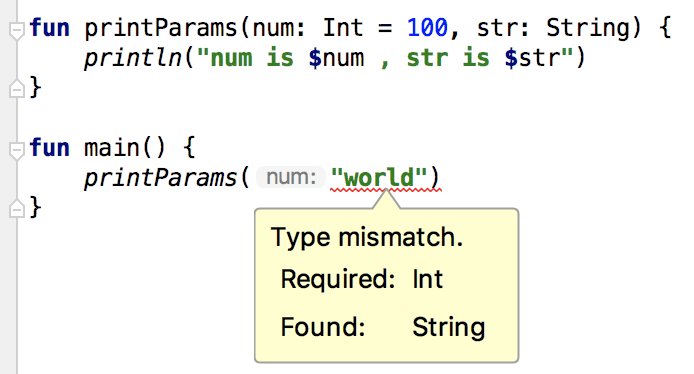 fun printParams(num: Int = 100, str: String) {
println("num is $num , str is $str")
}
fun main() {
printParams( num: "world")
}
Type mismatch.
Required: Int
Found: String